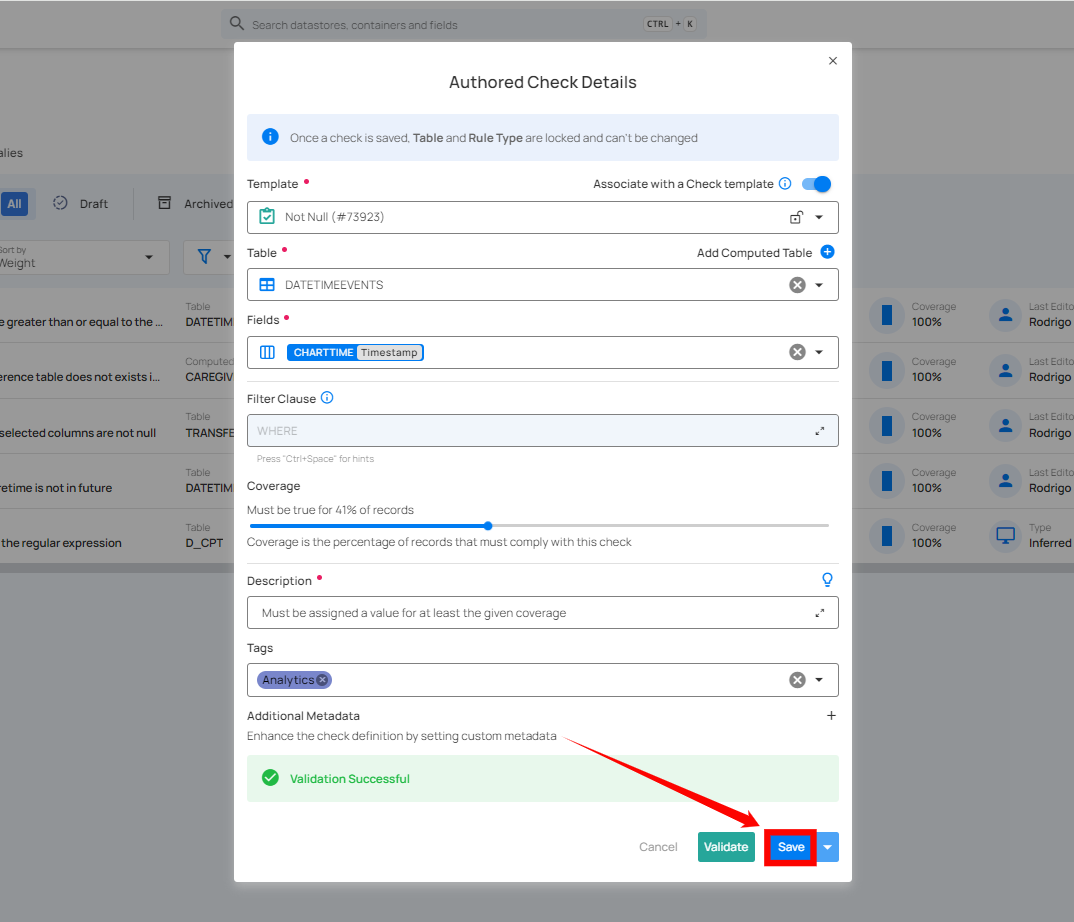 Search datastores, containers and fields CTRL + K
Authored Check Details
Once a check is saved, Table and Rule Type are locked and can't be changed
alies
Template • Associate with a Check template
All Draft Archived
Not Null (#73923)
Sort by
Weight
Table • Add Computed Table
DATETIMEEVENTS
Fields •
CHARTTIME Timestamp
Filter Clause
WHERE
Press "Ctrl+Space" for hints
Coverage
Must be true for 41% of records
Coverage is the percentage of records that must comply with this check
Description •
Must be assigned a value for at least the given coverage
Tags
Analytics
Additional Metadata +
Enhance the check definition by setting custom metadata
Validation Successful
Cancel Validate Save
e greater than or equal to the ...
Table
DATETIM
Coverage
100%
Last Edito
Rodrigo
erence table does not exists i...
Computed
CAREGIV
Coverage
100%
Last Edito
Rodrigo
selected columns are not null
Table
TRANSFE
Coverage
100%
Last Edito
Rodrigo
retime is not in future
Table
DATETIM
Coverage
100%
Last Edito
Rodrigo
the regular expression
Table
D_CPT
Coverage
100%
Type
Inferred